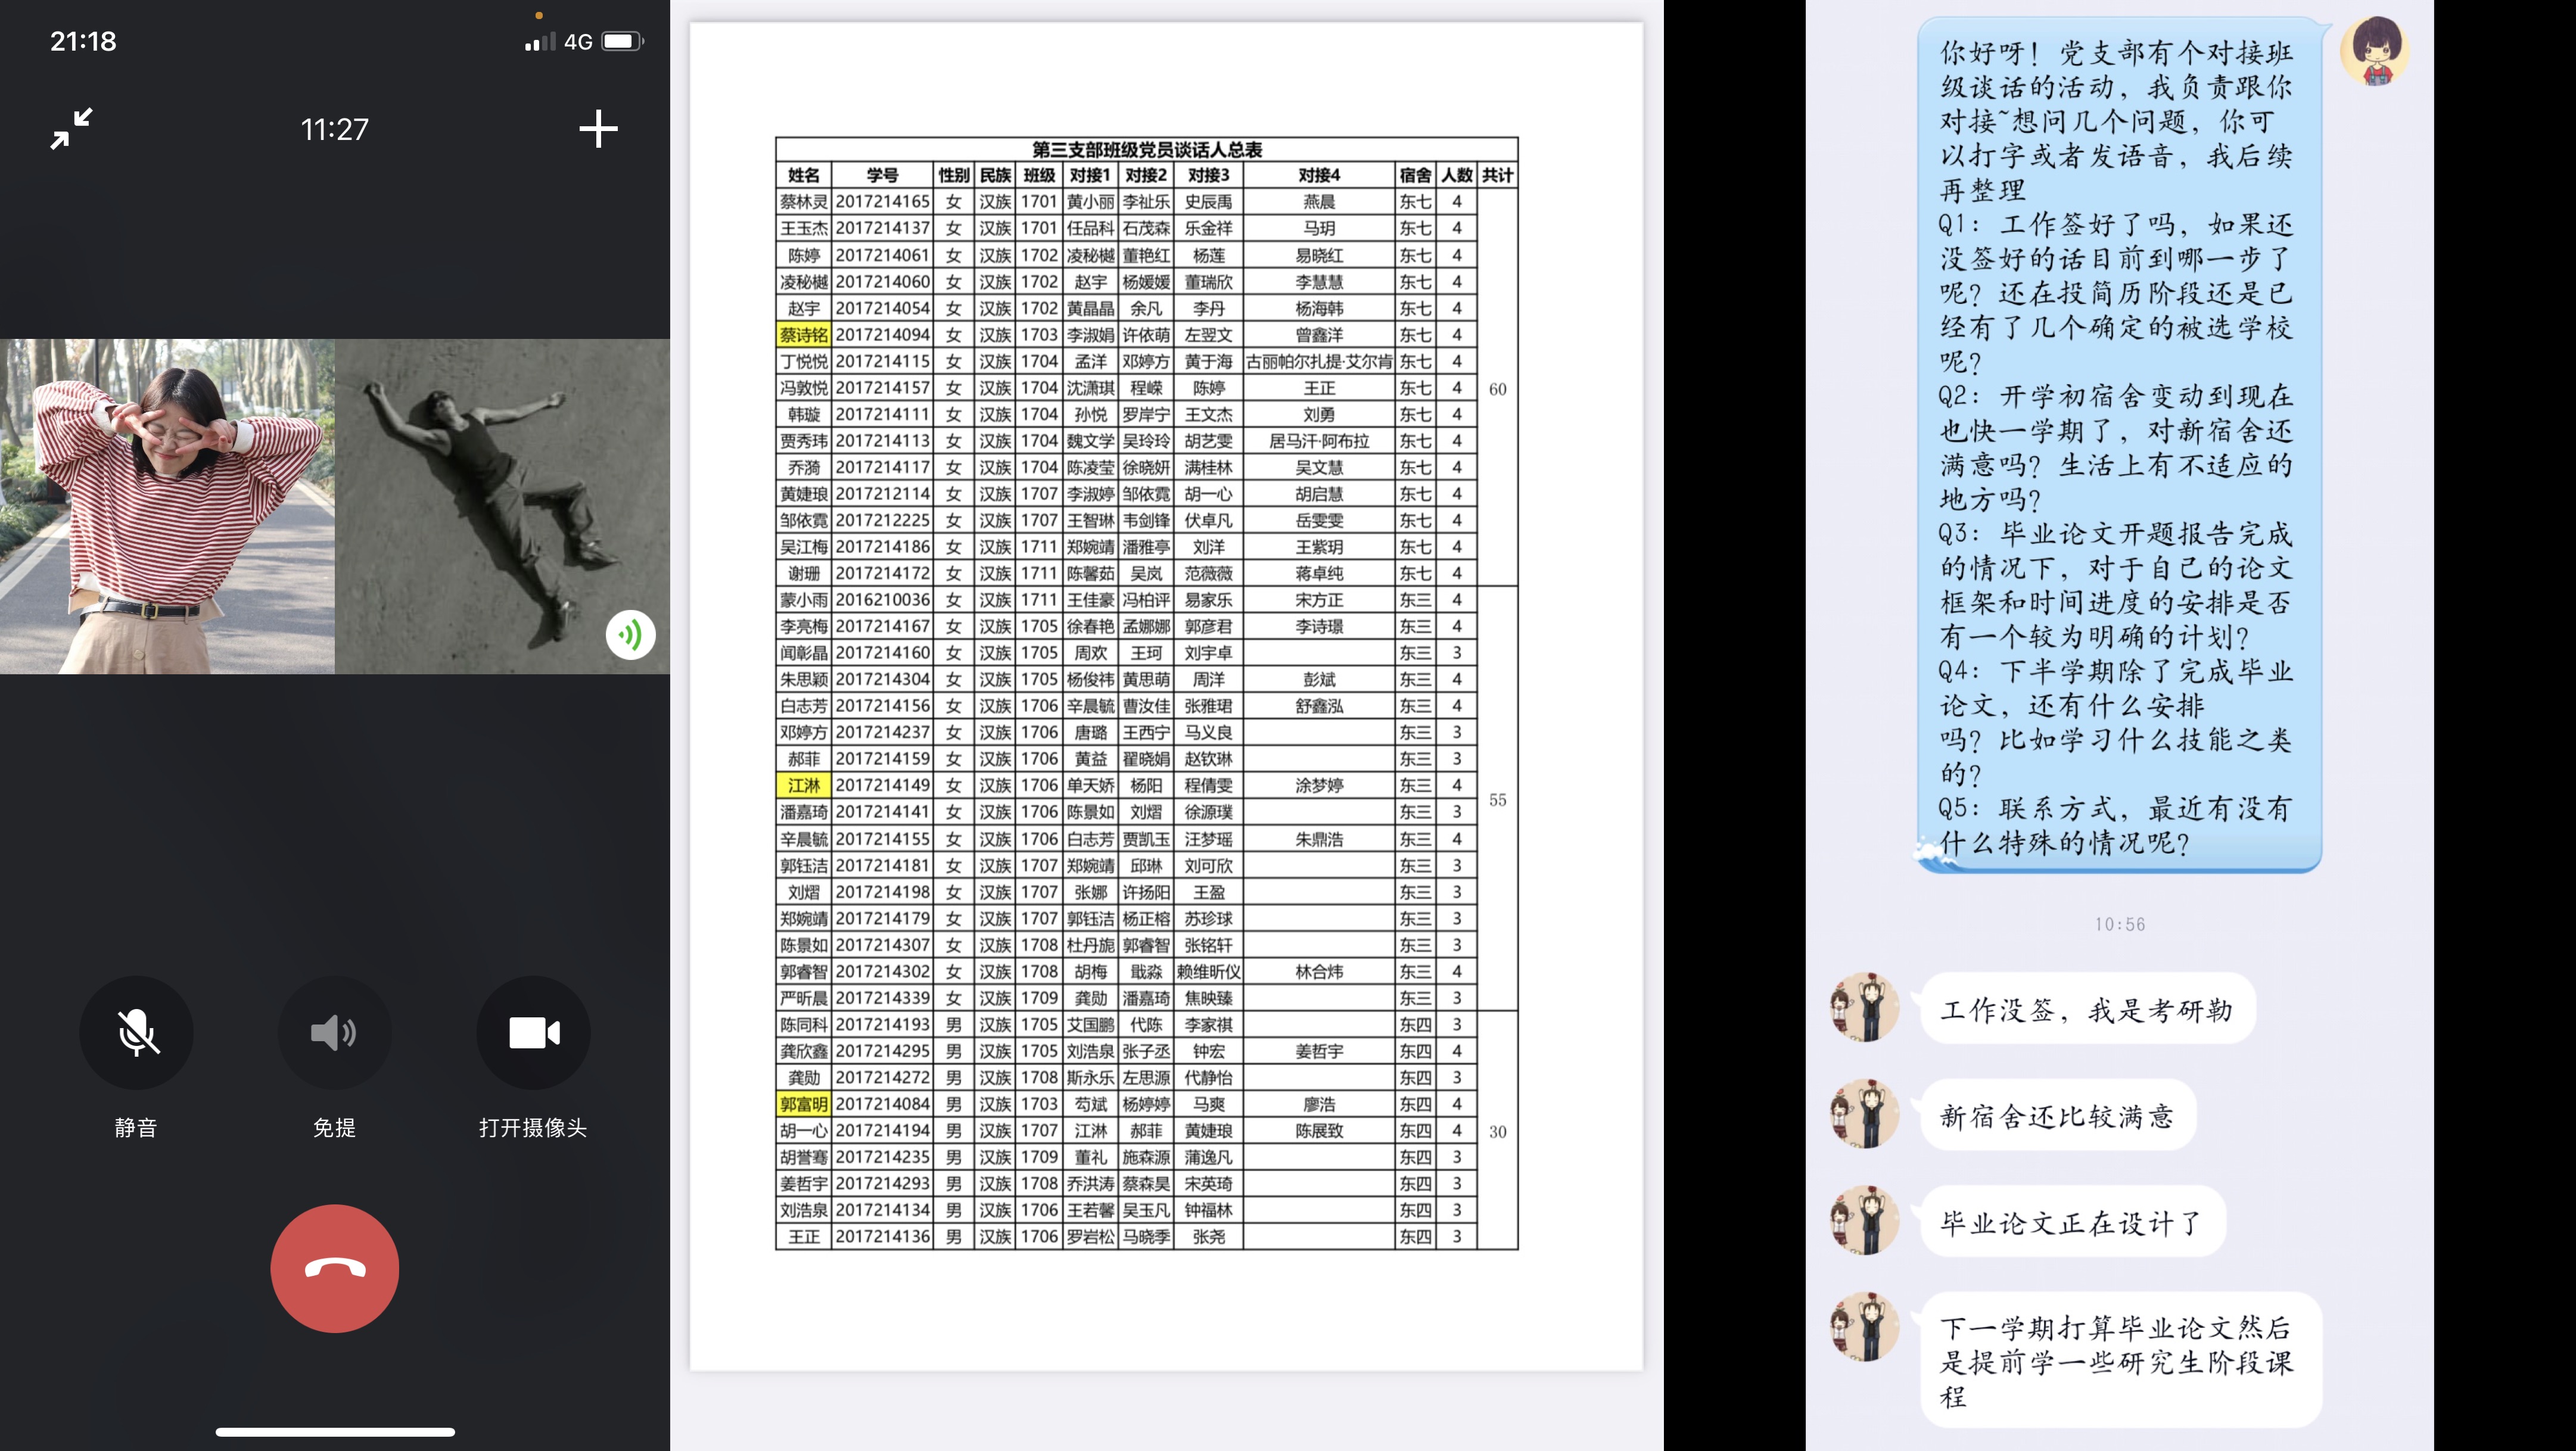 21:18
4G
11:27
静音
免提
打开摄像头
第三支部班级党员谈话人总表
姓名 学号 性别 民族 班级 对接1 对接2 对接3 对接4 宿舍 人数 共计
蔡林灵 2017214165 女 汉族 1701 黄小丽 李祉乐 史辰禹 燕晨 东七 4
王玉杰 2017214137 女 汉族 1701 任品科 石茂森 乐金祥 马玥 东七 4
陈婷 2017214061 女 汉族 1702 凌秘樾 董艳红 杨莲 易晓红 东七 4
凌秘樾 2017214060 女 汉族 1702 赵宇 杨媛媛 董瑞欣 李慧慧 东七 4
赵宇 2017214054 女 汉族 1702 黄晶晶 余凡 李丹 杨海韩 东七 4
蔡诗铭 2017214094 女 汉族 1703 李淑娟 许依萌 左翌文 曾鑫洋 东七 4
丁悦悦 2017214115 女 汉族 1704 孟洋 邓婷方 黄于海 古丽帕尔扎提·艾尔肯 东七 4
冯敦悦 2017214157 女 汉族 1704 沈潇琪 程嵘 陈婷 王正 东七 4 60
韩璇 2017214111 女 汉族 1704 孙悦 罗岸宁 王文杰 刘勇 东七 4
贾秀玮 2017214113 女 汉族 1704 魏文学 吴玲玲 胡艺雯 居马汗·阿布拉 东七 4
乔漪 2017214117 女 汉族 1704 陈凌莹 徐晓妍 满桂林 吴文慧 东七 4
黄婕琅 2017212114 女 汉族 1707 李淑婷 邹依霓 胡一心 胡启慧 东七 4
邹依霓 2017212225 女 汉族 1707 王智琳 韦剑锋 伏卓凡 岳雯雯 东七 4
吴江梅 2017214186 女 汉族 1711 郑婉婧 潘雅亭 刘洋 王紫玥 东七 4
谢珊 2017214172 女 汉族 1711 陈馨茹 吴岚 范薇薇 蒋卓纯 东七 4
蒙小雨 2016210036 女 汉族 1711 王佳豪 冯柏评 易家乐 宋方正 东三 4
李亮梅 2017214167 女 汉族 1705 徐春艳 孟娜娜 郭彦君 李诗璟 东三 4
闻彰晶 2017214160 女 汉族 1705 周欢 王珂 刘宇卓 东三 3
朱思颖 2017214304 女 汉族 1705 杨俊祎 黄思萌 周洋 彭斌 东三 4
白志芳 2017214156 女 汉族 1706 辛晨毓 曹汝佳 张雅珺 舒鑫泓 东三 4
邓婷方 2017214237 女 汉族 1706 唐璐 王西宁 马义良 东三 3
郝菲 2017214159 女 汉族 1706 黄益 翟晓娟 赵钦琳 东三 3
江淋 2017214149 女 汉族 1706 单天娇 杨阳 程倩雯 涂梦婷 东三 4 55
潘嘉琦 2017214141 女 汉族 1706 陈景如 刘熠 徐源璞 东三 3
辛晨毓 2017214155 女 汉族 1706 白志芳 贾凯玉 汪梦瑶 朱鼎浩 东三 4
郭钰洁 2017214181 女 汉族 1707 郑婉婧 邱琳 刘可欣 东三 3
刘熠 2017214198 女 汉族 1707 张娜 许扬阳 王盈 东三 3
郑婉婧 2017214179 女 汉族 1707 郭钰洁 杨正榕 苏珍球 东三 3
陈景如 2017214307 女 汉族 1708 杜丹旎 郭睿智 张铭轩 东三 3
郭睿智 2017214302 女 汉族 1708 胡梅 戢淼 赖维昕仪 林合炜 东三 4
严昕晨 2017214339 女 汉族 1709 龚勋 潘嘉琦 焦映臻 东三 3
陈同科 2017214193 男 汉族 1705 艾国鹏 代陈 李家祺 东四 3
龚欣鑫 2017214295 男 汉族 1705 刘浩泉 张子丞 钟宏 姜哲宇 东四 4
龚勋 2017214272 男 汉族 1708 斯永乐 左思源 代静怡 东四 3
郭富明 2017214084 男 汉族 1703 芶斌 杨婷婷 马爽 廖浩 东四 4
胡一心 2017214194 男 汉族 1707 江淋 郝菲 黄婕琅 陈展致 东四 4 30
胡誉骞 2017214235 男 汉族 1709 董礼 施森源 蒲逸凡 东四 3
姜哲宇 2017214293 男 汉族 1708 乔洪涛 蔡森昊 宋英琦 东四 3
刘浩泉 2017214134 男 汉族 1706 王若馨 吴玉凡 钟福林 东四 3
王正 2017214136 男 汉族 1706 罗岩松 马晓季 张尧 东四 3
你好呀！党支部有个对接班
级谈话的活动，我负责跟你
对接~想问几个问题，你可
以打字或者发语音，我后续
再整理
Q1：工作签好了吗，如果还
没签好的话目前到哪一步了
呢？还在投简历阶段还是已
经有了几个确定的被选学校
呢？
Q2：开学初宿舍变动到现在
也快一学期了，对新宿舍还
满意吗？生活上有不适应的
地方吗？
Q3：毕业论文开题报告完成
的情况下，对于自己的论文
框架和时间进度的安排是否
有一个较为明确的计划？
Q4：下半学期除了完成毕业
论文，还有什么安排
吗？比如学习什么技能之类
的？
Q5：联系方式，最近有没有
什么特殊的情况呢？
10:56
工作没签，我是考研勒
新宿舍还比较满意
毕业论文正在设计了
下一学期打算毕业论文然后
是提前学一些研究生阶段课
程